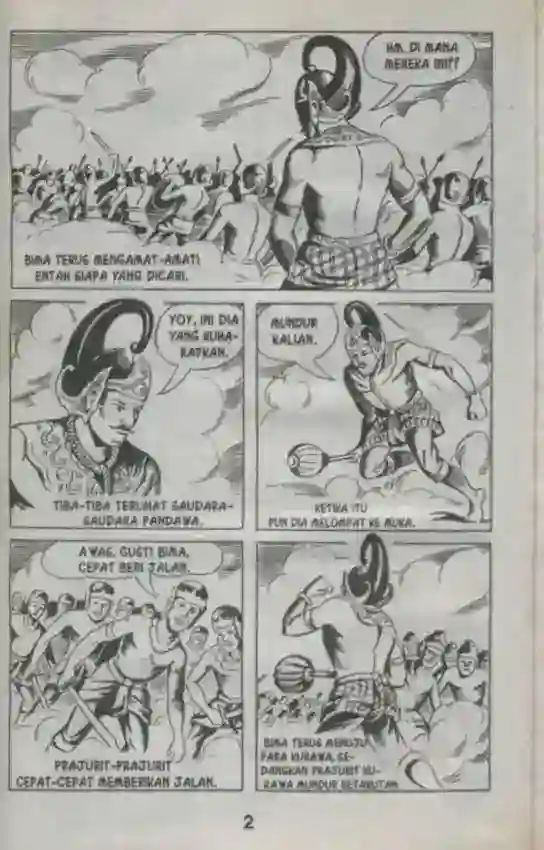 HM, DI MANA
MEREKA INI??
BIMA TERUS MENGAMAT-AMATI
ENTAH SIAPA YANG DICARI.
YOY, INI DIA
YANG KUHA-
RAPKAN.
TIBA-TIBA TERLIHAT SAUDARA-
SAUDARA PANDAWA.
MUNDUR
KALIAN.
KETIKA ITU
PUN DIA MELOMPAT KE MUKA.
AWAS, GUSTI BIMA,
CEPAT BERI JALAN.
PRAJURIT-PRAJURIT
CEPAT-CEPAT MEMBERIKAN JALAN.
BIMA TERUS MENUJU
PARA KURAWA, SE-
DANGKAN PRAJURIT KU-
RAWA MUNDUR KETAKUTAN
2